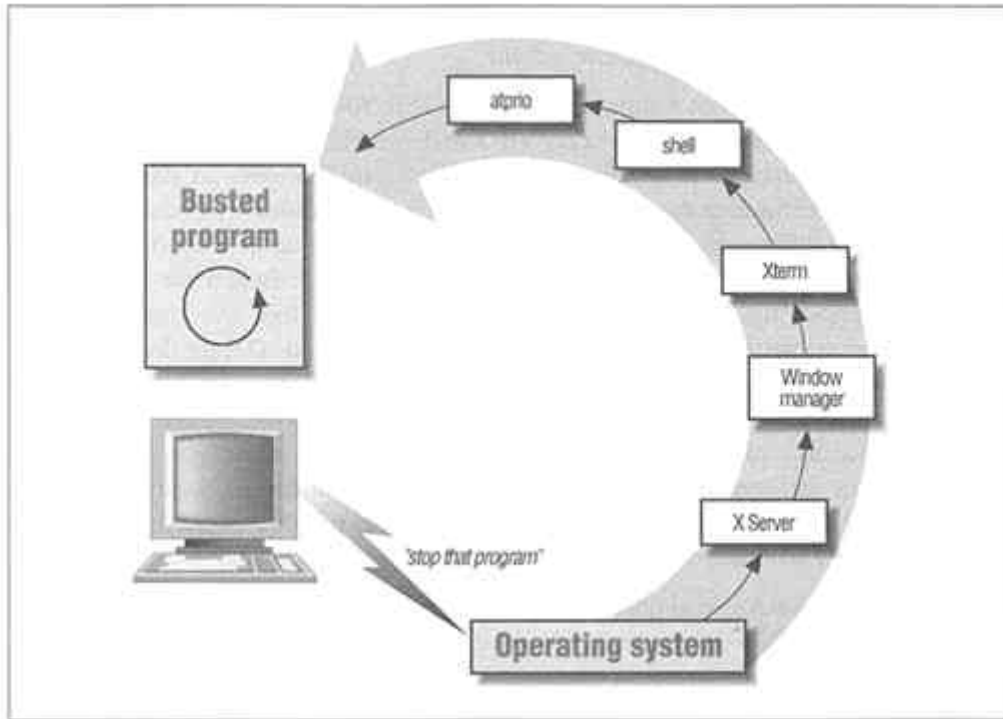 atprio
shell
Busted
program
Xterm
Window
manager
X Server
"stop that program"
Operating system